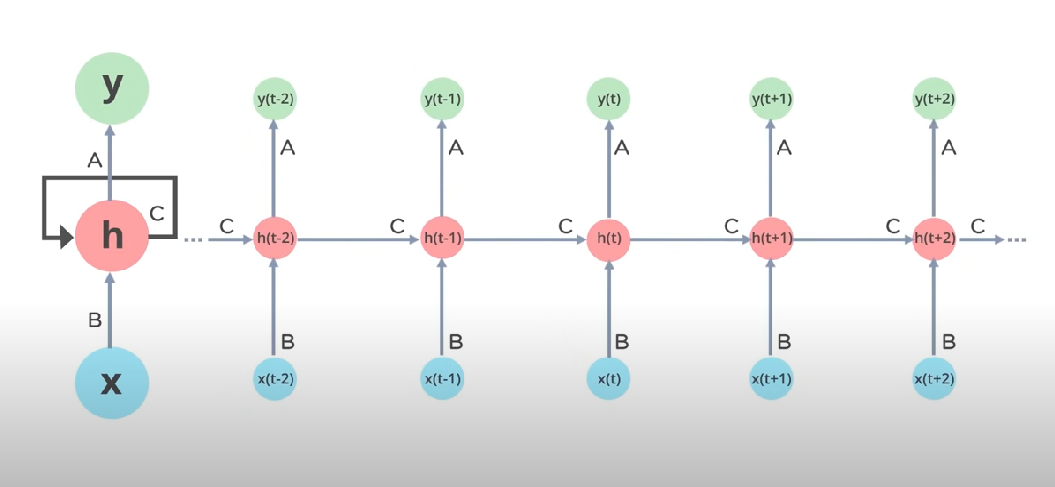 y
A
C
h
B
x
y(t-2)
y(t-1)
y(t)
y(t+1)
y(t+2)
A
A
A
A
A
C
C
C
C
C
C
h(t-2)
h(t-1)
h(t)
h(t+1)
h(t+2)
B
B
B
B
B
x(t-2)
x(t-1)
x(t)
x(t+1)
x(t+2)